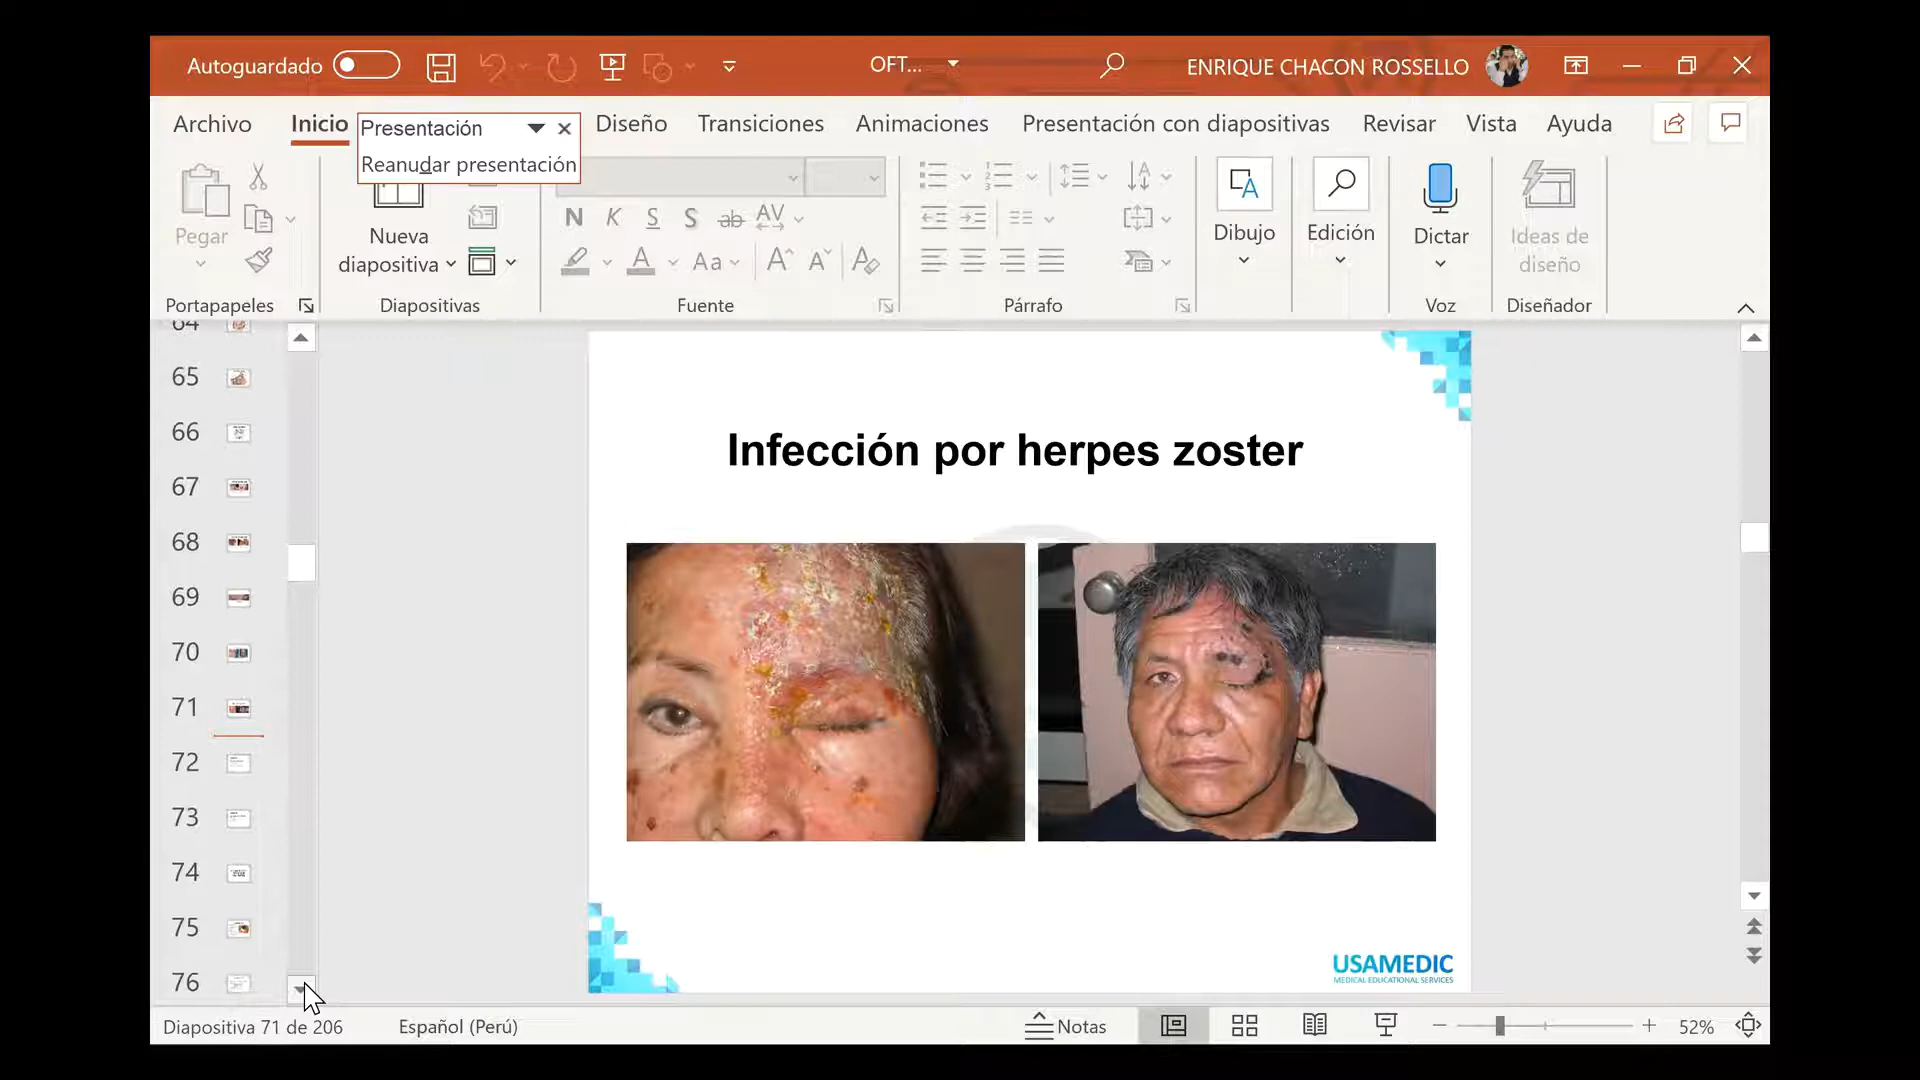 Autoguardado
OFT...
ENRIQUE CHACON ROSSELLO
Archivo
Inicio
Presentación
Reanudar presentación
Diseño
Transiciones
Animaciones
Presentación con diapositivas
Revisar
Vista
Ayuda
Pegar
Nueva
diapositiva
N K S S ab AV
A Aa A A A
Dibujo
Edición
Dictar
Ideas de
diseño
Portapapeles
Diapositivas
Fuente
Párrafo
Voz
Diseñador
64
65
66
67
68
69
70
71
72
73
74
75
76
Infección por herpes zoster
USAMEDIC
MEDICAL EDUCATIONAL SERVICES
Diapositiva 71 de 206
Español (Perú)
Notas
52%